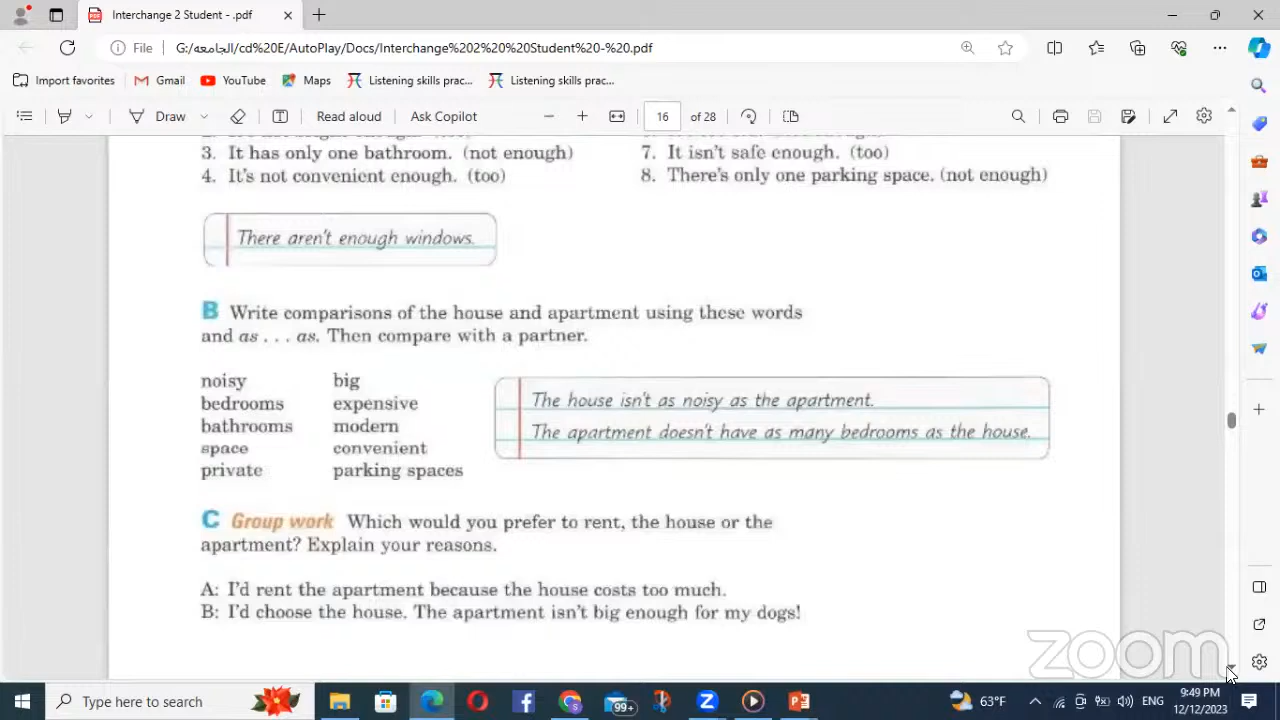 Interchange 2 Student - .pdf
File
G:/الجامعه/cd%20E/AutoPlay/Docs/Interchange%202%20%20Student%20-%20.pdf
Import favorites Gmail YouTube Maps Listening skills prac... Listening skills prac...
Draw Read aloud Ask Copilot 16 of 28
3. It has only one bathroom. (not enough)
4. It's not convenient enough. (too)
7. It isn't safe enough. (too)
8. There's only one parking space. (not enough)
There aren't enough windows.
B Write comparisons of the house and apartment using these words
and as . . . as. Then compare with a partner.
noisy big
bedrooms expensive
bathrooms modern
space convenient
private parking spaces
The house isn't as noisy as the apartment.
The apartment doesn't have as many bedrooms as the house.
C Group work Which would you prefer to rent, the house or the
apartment? Explain your reasons.
A: I'd rent the apartment because the house costs too much.
B: I'd choose the house. The apartment isn't big enough for my dogs!
zoom
Type here to search
99+
63°F
ENG
9:49 PM
12/12/2023